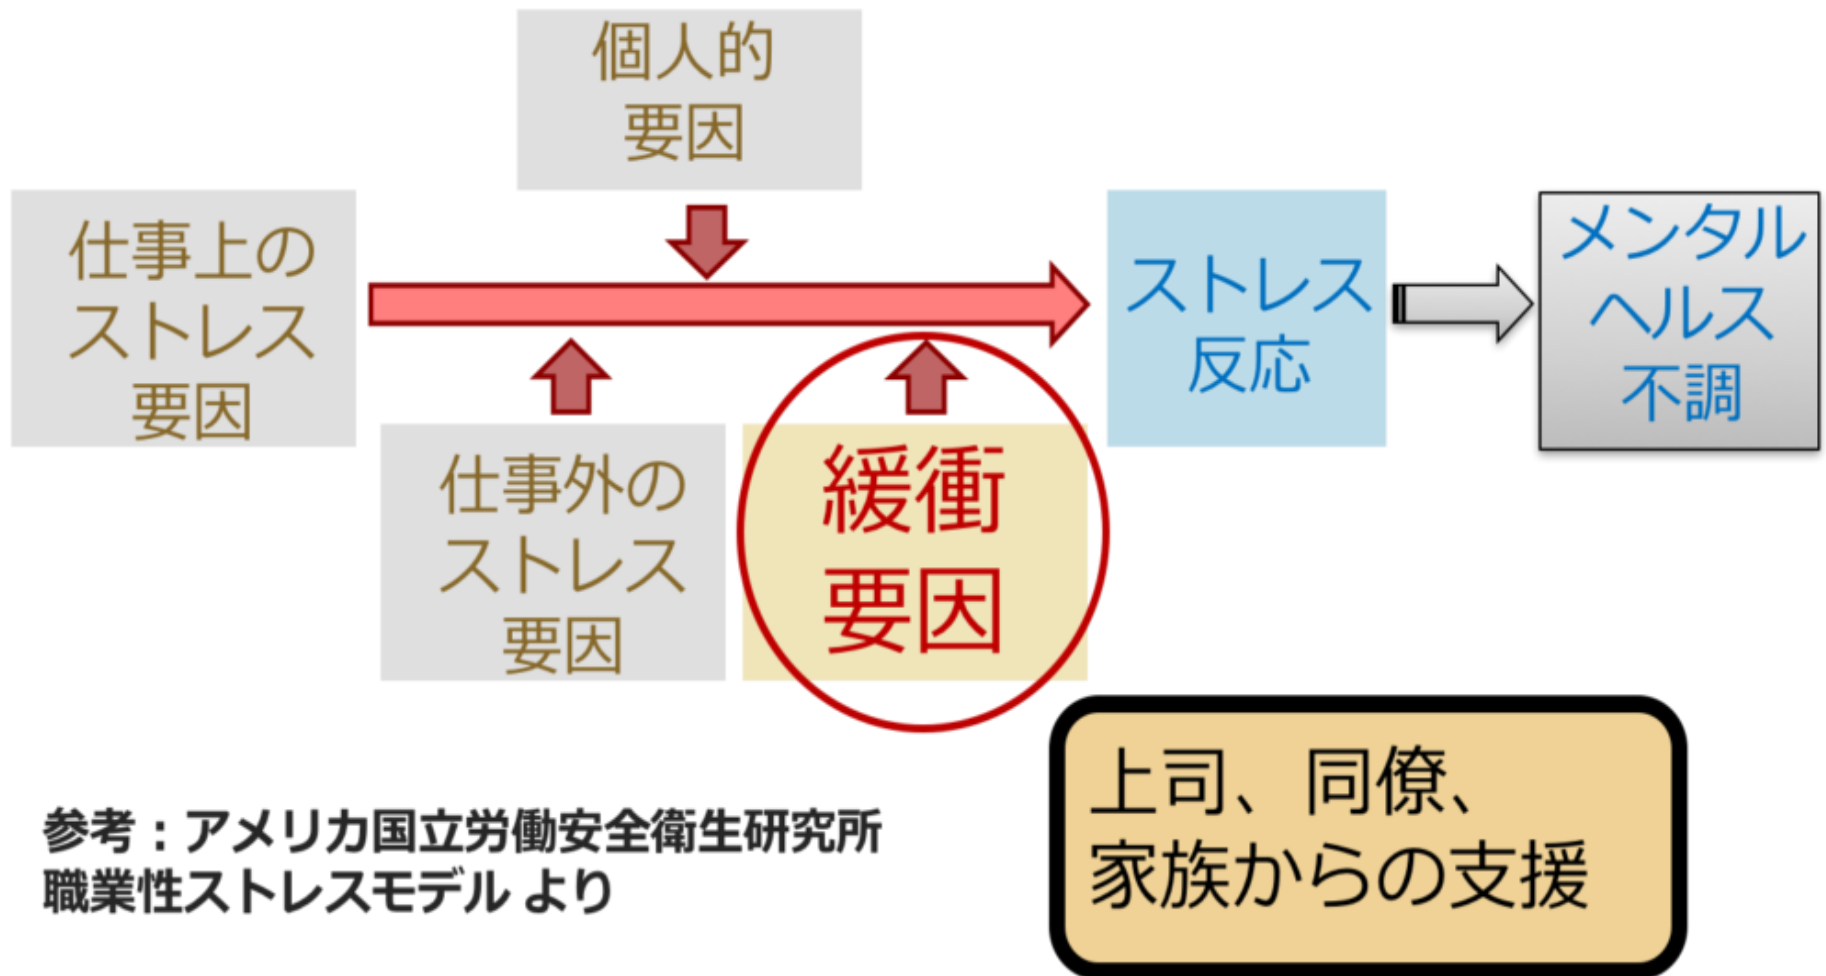 個人的
要因
仕事上の
ストレス
要因
仕事外の
ストレス
要因
緩衝
要因
ストレス
反応
メンタル
ヘルス
不調
上司、同僚、
家族からの支援
参考：アメリカ国立労働安全衛生研究所
職業性ストレスモデル より